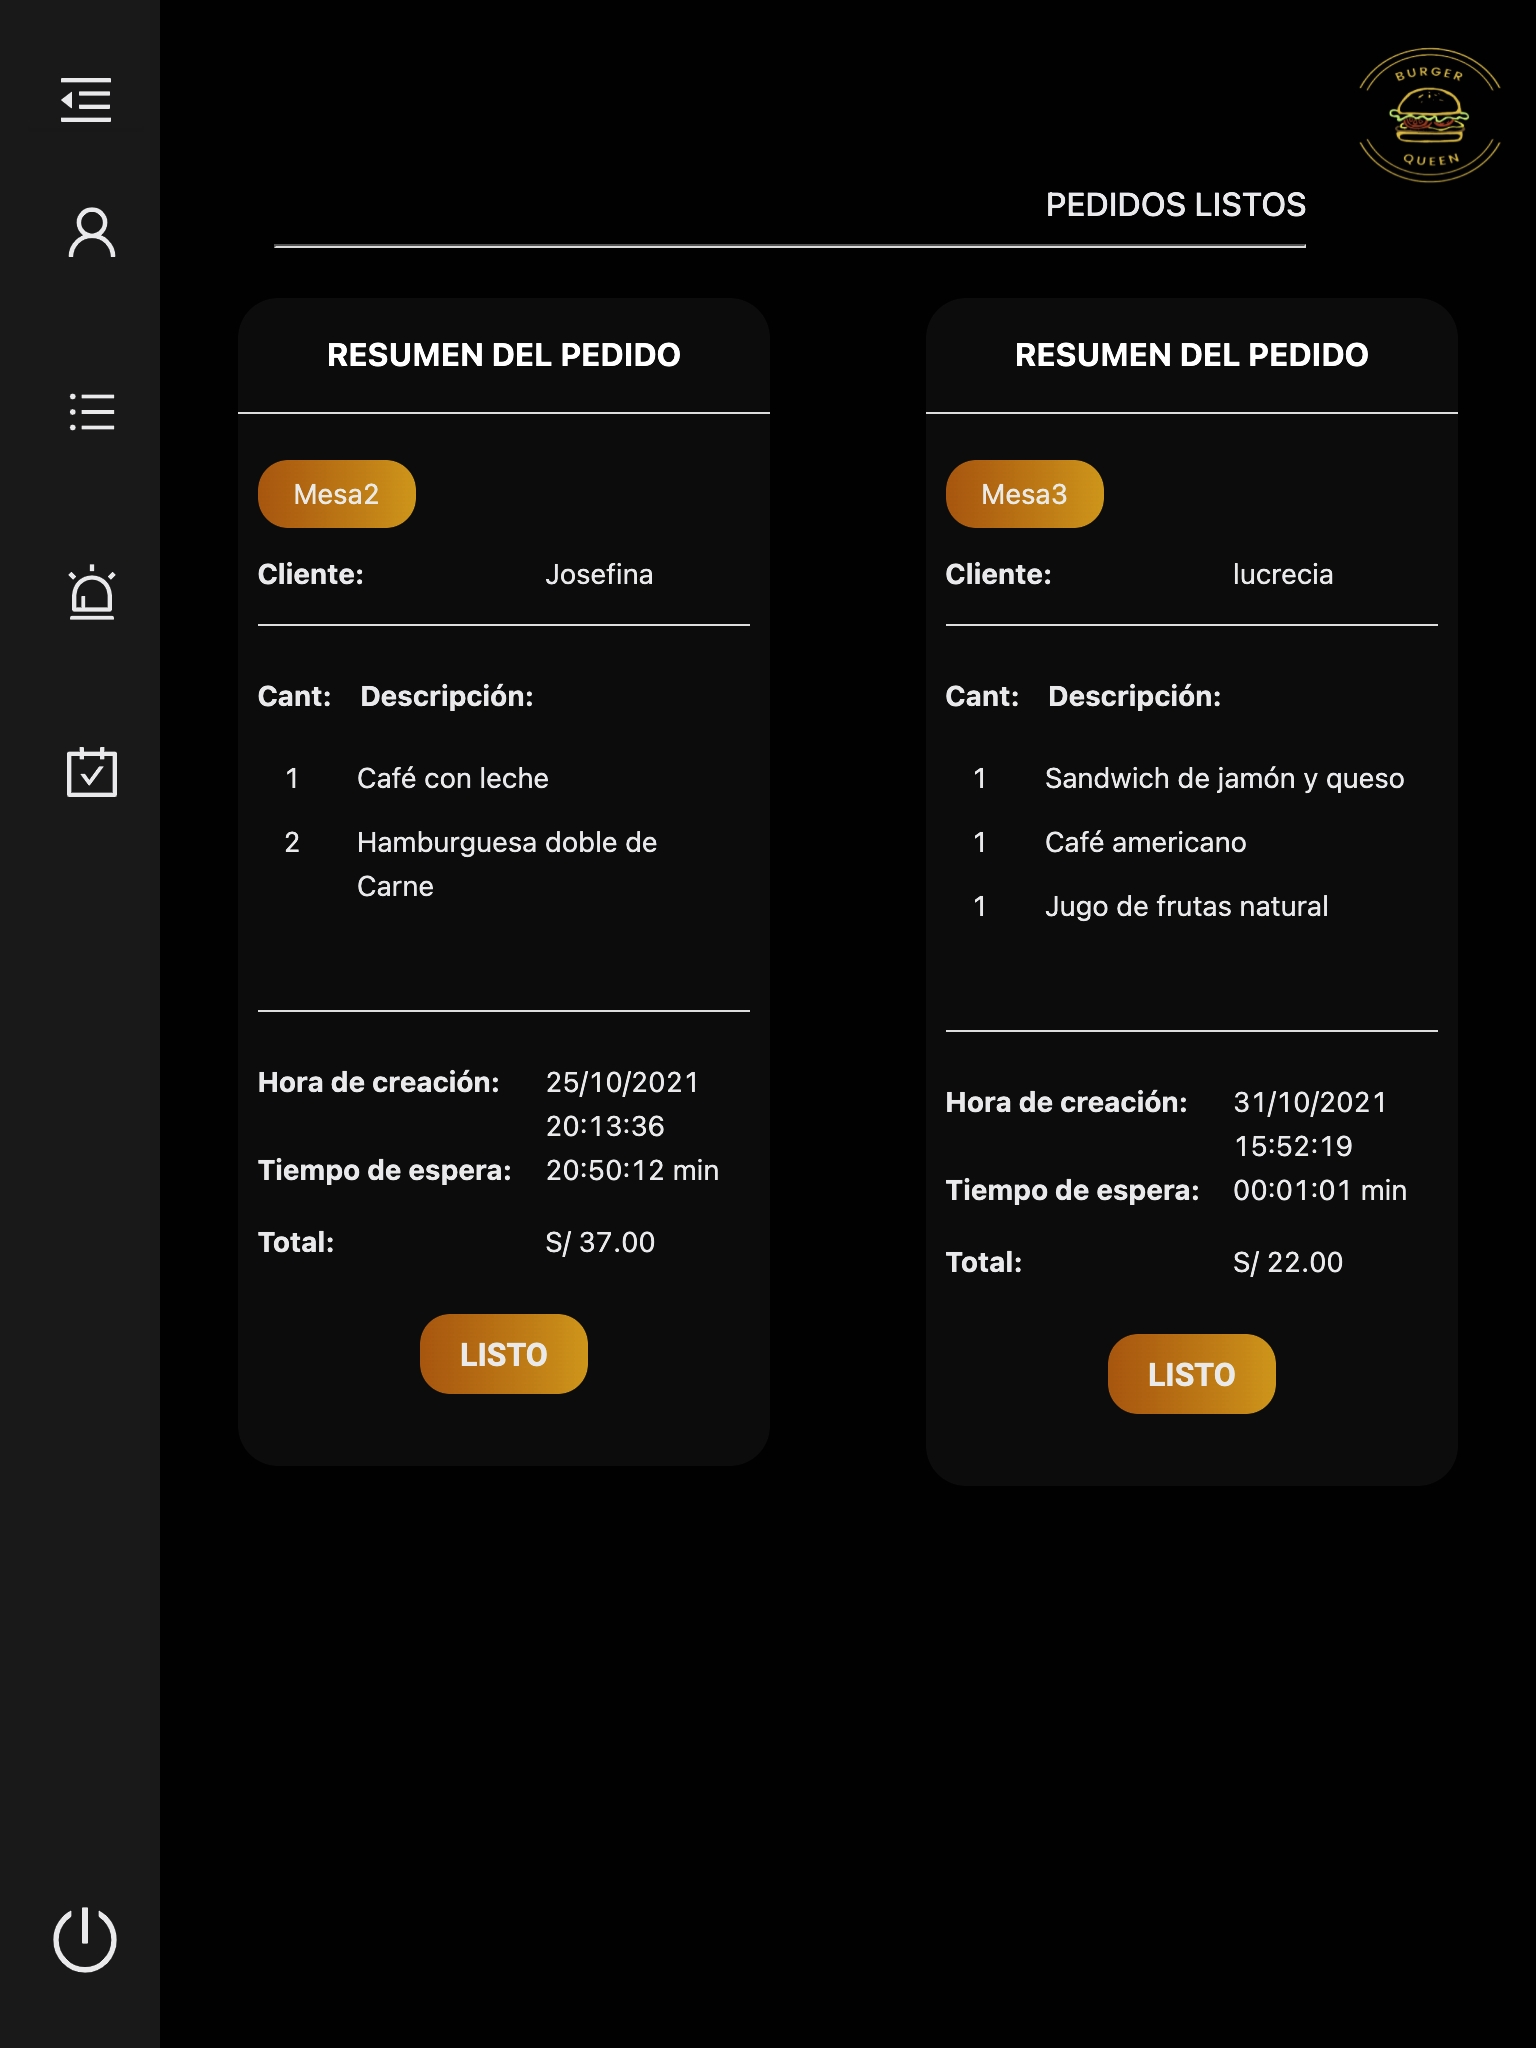 BURGER
QUEEN
PEDIDOS LISTOS
RESUMEN DEL PEDIDO
Mesa2
Cliente: Josefina
Cant: Descripción:
1 Café con leche
2 Hamburguesa doble de
Carne
Hora de creación: 25/10/2021
20:13:36
Tiempo de espera: 20:50:12 min
Total: S/ 37.00
LISTO
RESUMEN DEL PEDIDO
Mesa3
Cliente: lucrecia
Cant: Descripción:
1 Sandwich de jamón y queso
1 Café americano
1 Jugo de frutas natural
Hora de creación: 31/10/2021
15:52:19
Tiempo de espera: 00:01:01 min
Total: S/ 22.00
LISTO